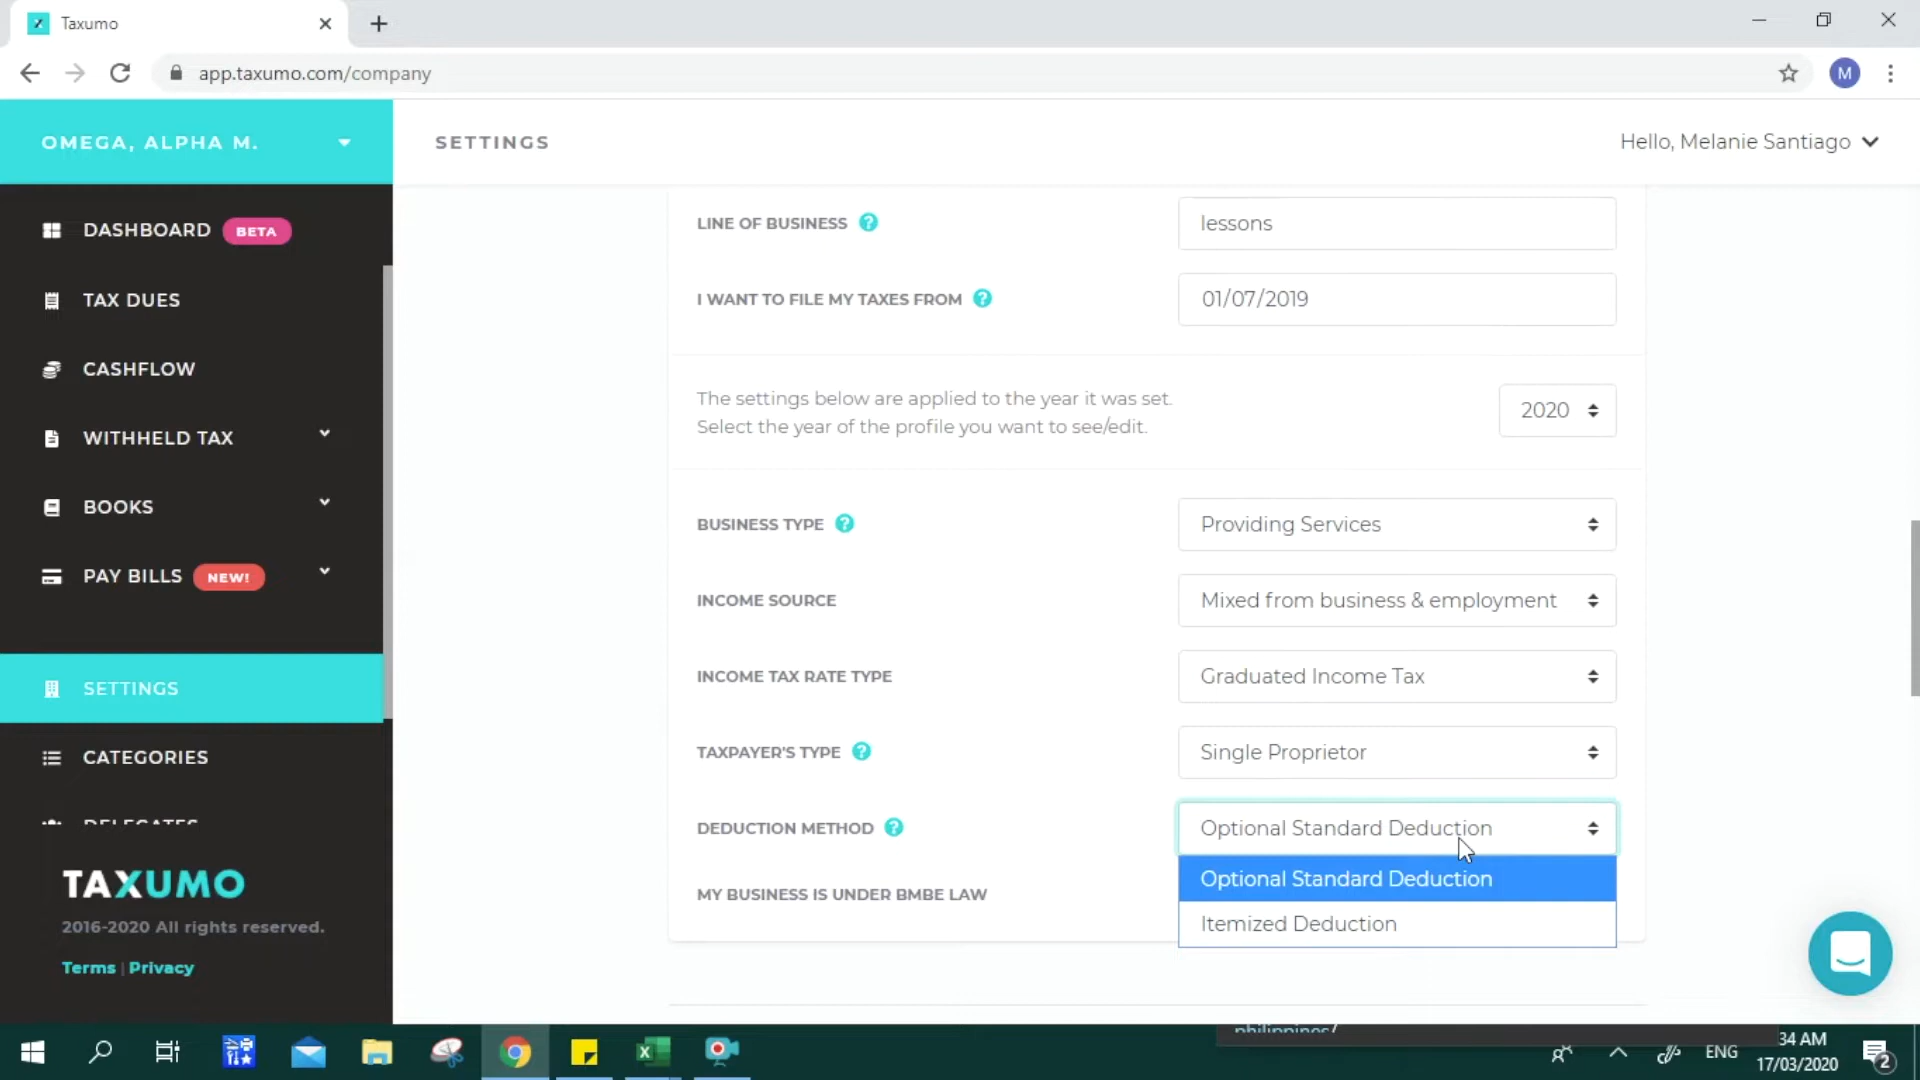 Taxumo
app.taxumo.com/company
M
OMEGA, ALPHA M.
SETTINGS
Hello, Melanie Santiago
DASHBOARD BETA
TAX DUES
CASHFLOW
WITHHELD TAX
BOOKS
PAY BILLS NEW!
SETTINGS
CATEGORIES
DELEGATES
TAXUMO
2016-2020 All rights reserved.
Terms | Privacy
LINE OF BUSINESS ?
lessons
I WANT TO FILE MY TAXES FROM ?
01/07/2019
The settings below are applied to the year it was set.
Select the year of the profile you want to see/edit.
2020
BUSINESS TYPE ?
Providing Services
INCOME SOURCE
Mixed from business & employment
INCOME TAX RATE TYPE
Graduated Income Tax
TAXPAYER'S TYPE ?
Single Proprietor
DEDUCTION METHOD ?
Optional Standard Deduction
Optional Standard Deduction
Itemized Deduction
MY BUSINESS IS UNDER BMBE LAW
philippines/
ENG
34 AM
17/03/2020
2